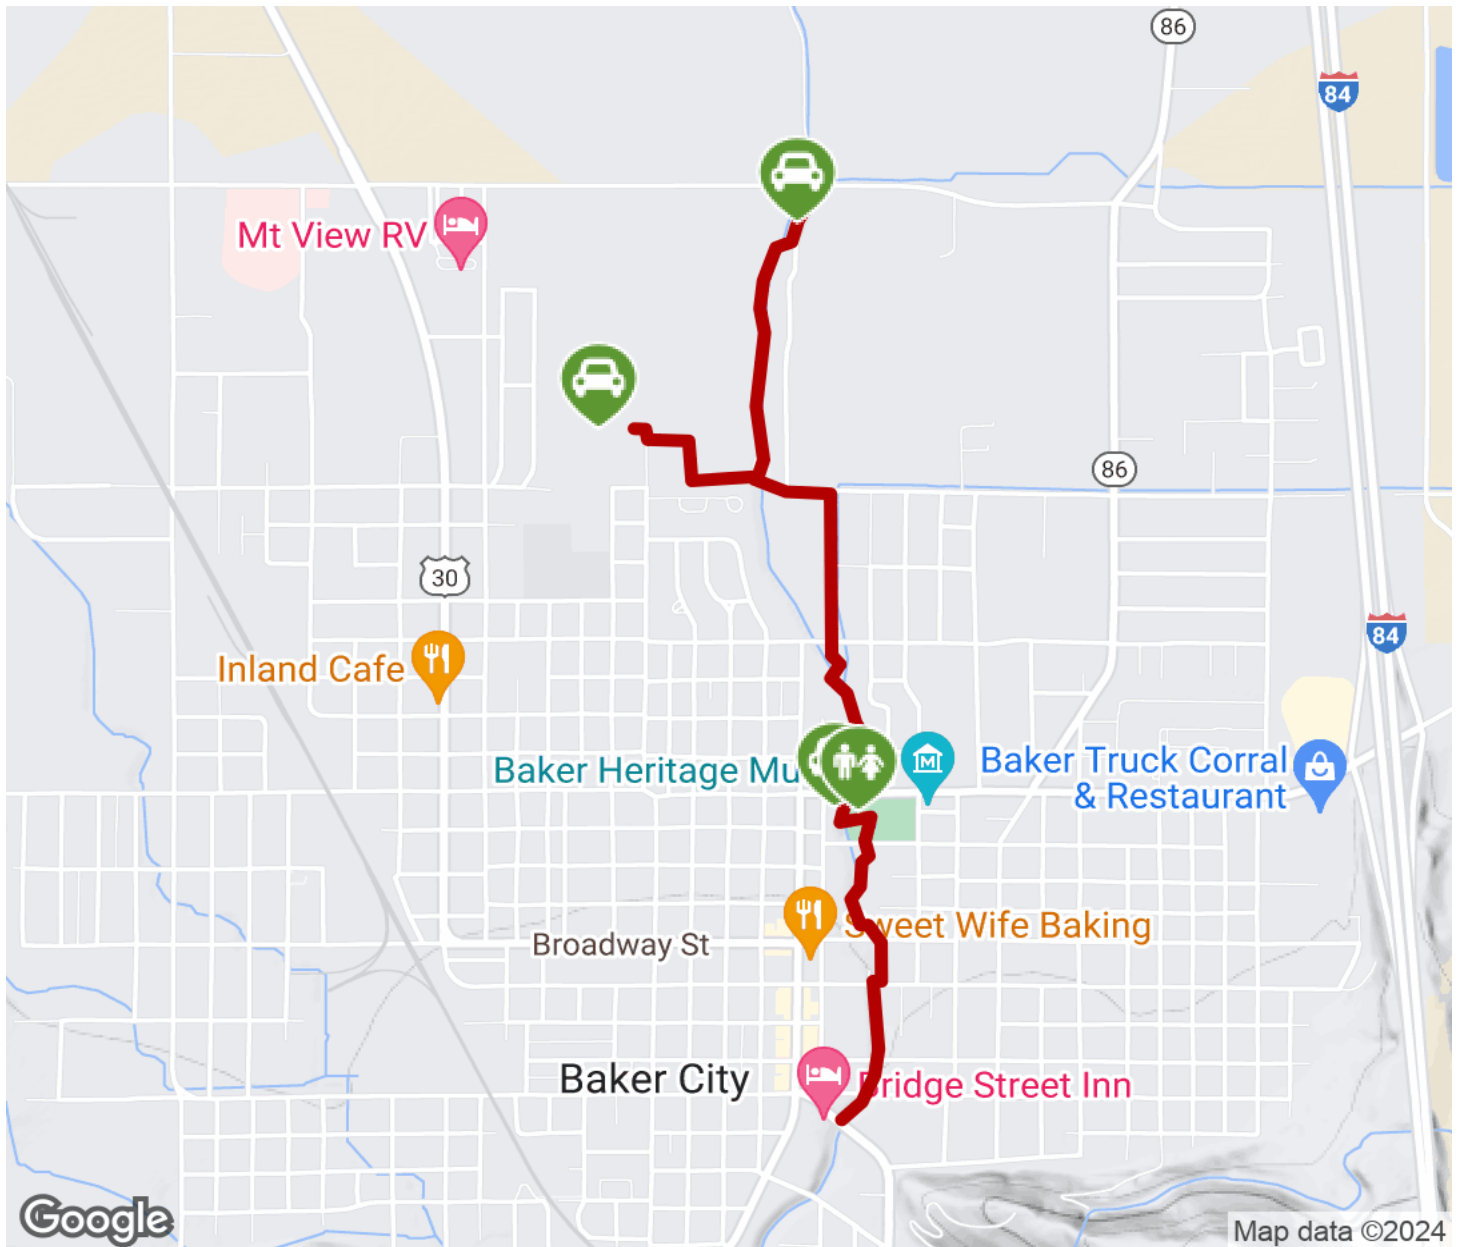 86
84
Mt View RV
86
30
84
Inland Cafe
Baker Heritage Mu
M
Baker Truck Corral
& Restaurant
Sweet Wife Baking
Broadway St
Baker City
Bridge Street Inn
Google
Map data ©2024